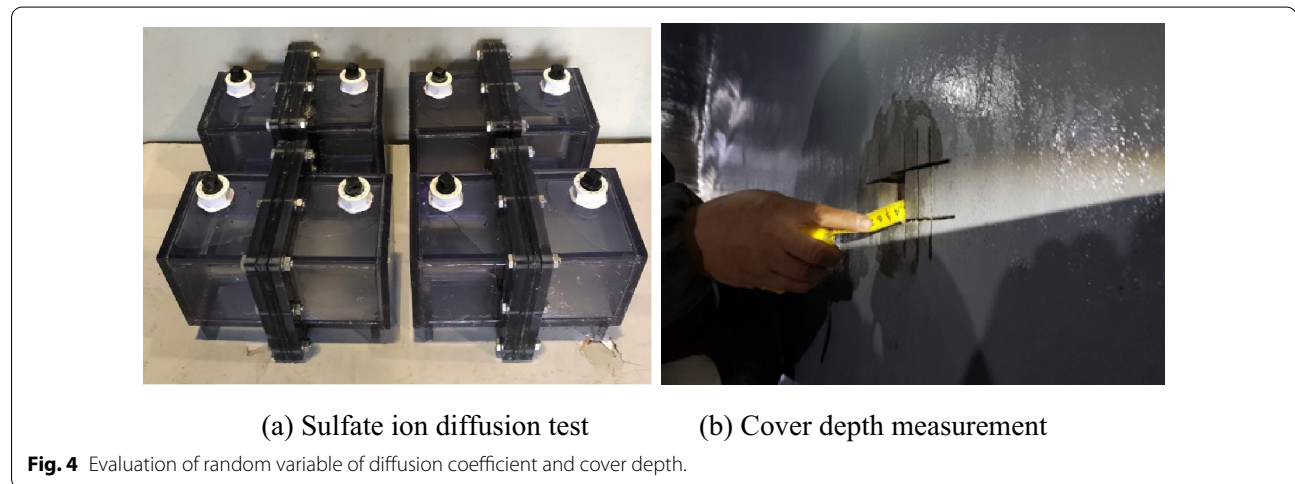 (a) Sulfate ion diffusion test
(b) Cover depth measurement
Fig. 4 Evaluation of random variable of diffusion coefficient and cover depth.